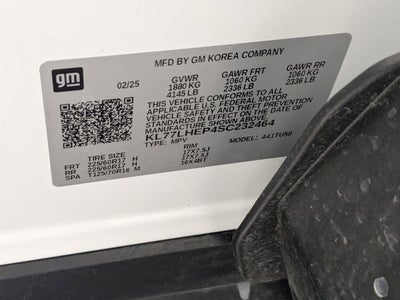 MFD BY GM KOREA COMPANY
gm
02/25
GVWR GAWR FRT GAWR RR
1880 KG 1060 KG 1060 KG
4145 LB 2336 LB 2336 LB
THIS VEHICLE CONFORMS TO ALL
APPLICABLE U.S. FEDERAL MOTOR
VEHICLE SAFETY AND THEFT PREVENTION
STANDARDS IN EFFECT ON THE DATE OF
MANUFACTURE SHOWN ABOVE.
KL77LHEP4SC232464
TYPE: MPV MODEL: 441TU58
TIRE SIZE RIM
FRT 225/60R17 H 17X7.5J
RR 225/60R17 H 17X7.5J
SPA T125/70R16 M 16X4BT